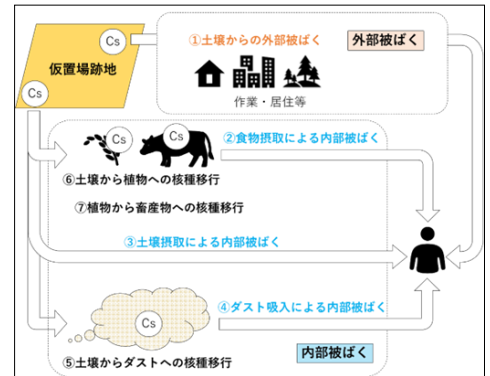 Cs
①土壌からの外部被ばく
外部被ばく
仮置場跡地
Cs
作業・居住等
Cs
Cs
②食物摂取による内部被ばく
⑥土壌から植物への核種移行
⑦植物から畜産物への核種移行
③土壌摂取による内部被ばく
④ダスト吸入による内部被ばく
Cs
⑤土壌からダストへの核種移行
内部被ばく